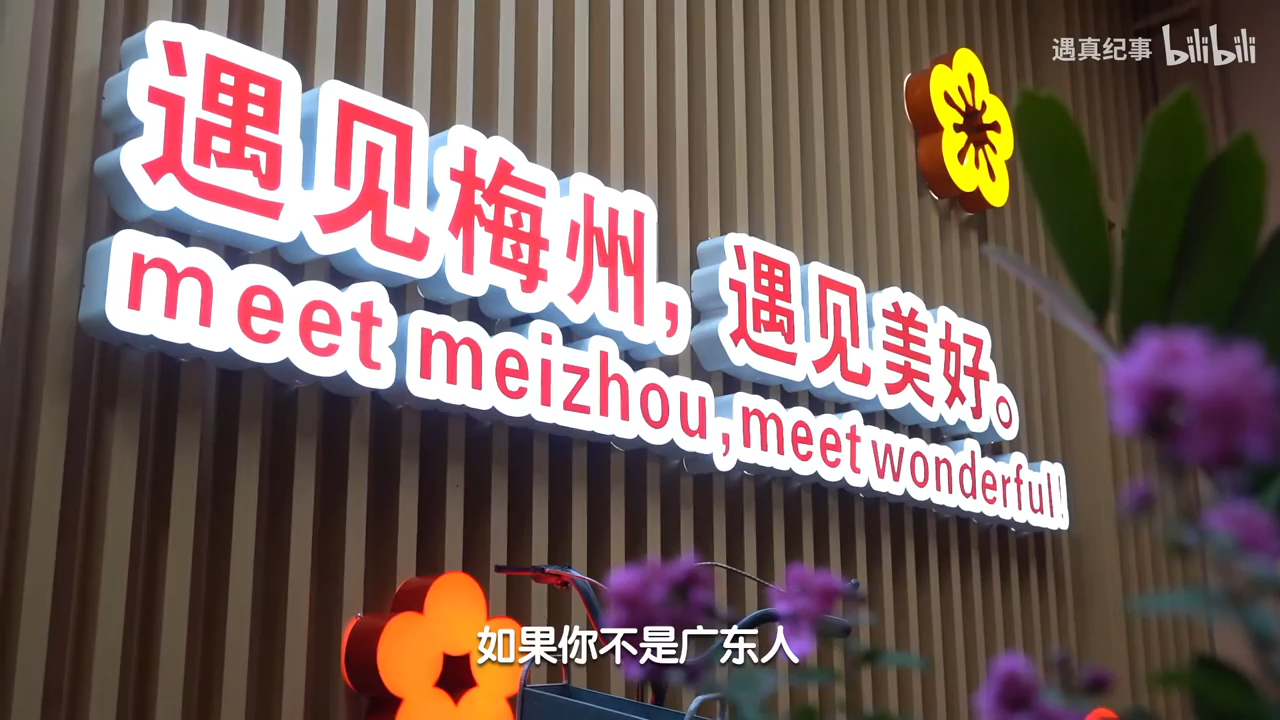 遇真纪事 bilibili
遇见梅州，遇见美好。
meet meizhou,meet wonderful!
如果你不是广东人